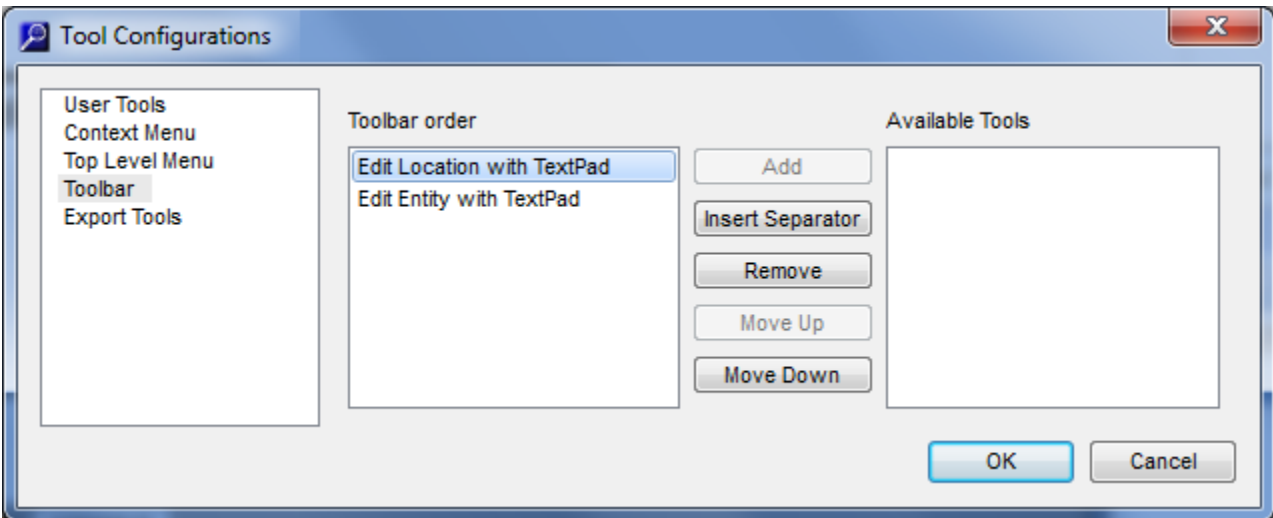 Tool Configurations
User Tools
Context Menu
Top Level Menu
Toolbar
Export Tools
Toolbar order
Edit Location with TextPad
Edit Entity with TextPad
Add
Insert Separator
Remove
Move Up
Move Down
Available Tools
OK
Cancel